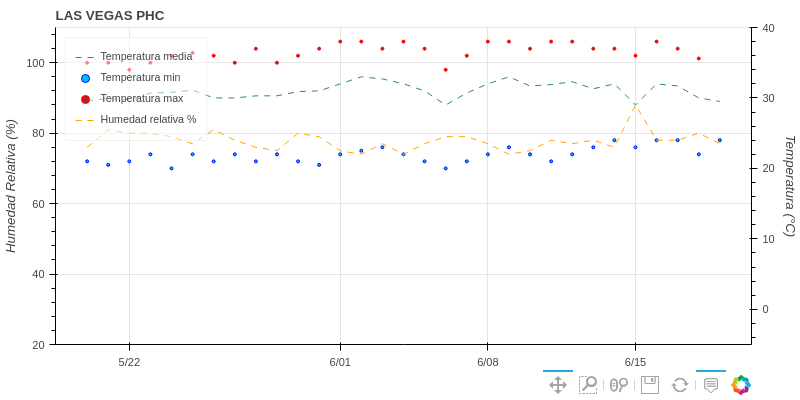 LAS VEGAS PHC
Temperatura media
Temperatura min
Temperatura max
Humedad relativa %
Humedad Relativa (%)
100
80
60
40
20
Temperatura (°C)
40
30
20
10
0
5/22
6/01
6/08
6/15